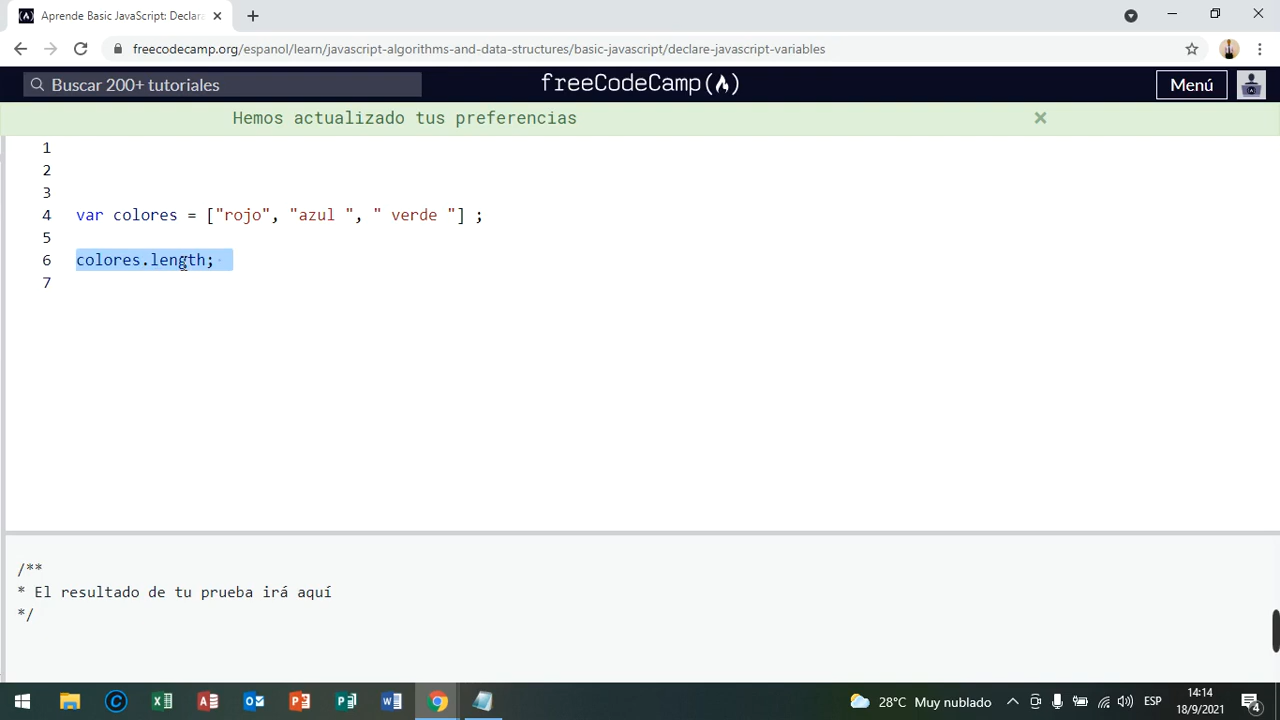 Aprende Basic JavaScript: Declara
freecodecamp.org/espanol/learn/javascript-algorithms-and-data-structures/basic-javascript/declare-javascript-variables
Buscar 200+ tutoriales
freeCodeCamp
Menú
Hemos actualizado tus preferencias
1
2
3
4 var colores = ["rojo", "azul ", " verde "] ;
5
6 colores.length;
7
/**
* El resultado de tu prueba irá aquí
*/
28°C Muy nublado
ESP
14:14
18/9/2021
4